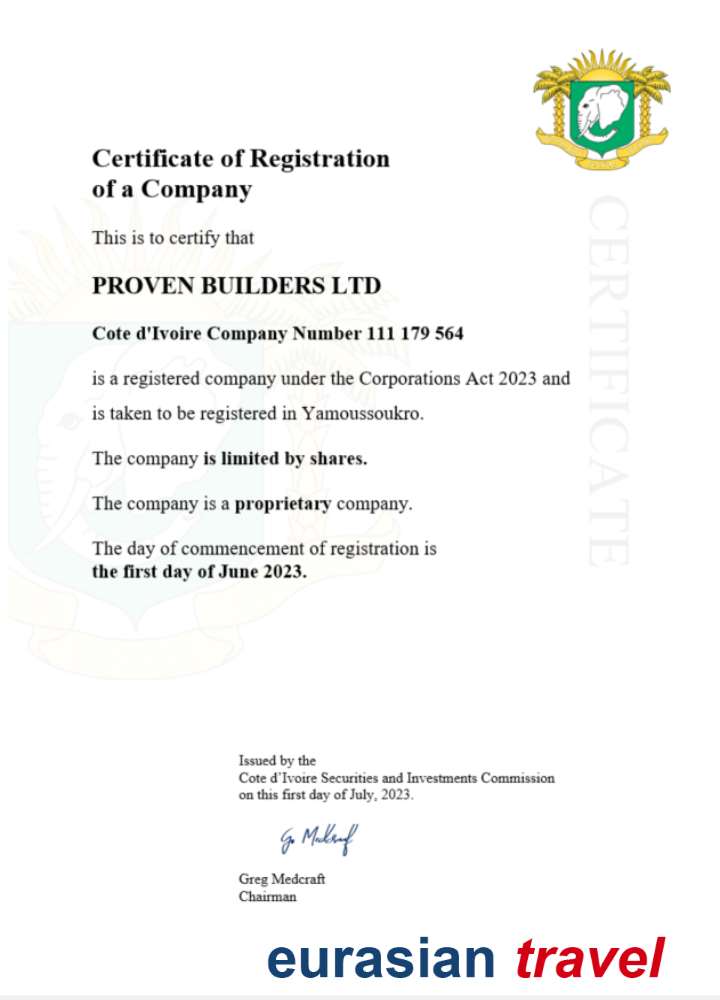 Certificate of Registration
of a Company
This is to certify that
PROVEN BUILDERS LTD
Cote d'Ivoire Company Number 111 179 564
is a registered company under the Corporations Act 2023 and
is taken to be registered in Yamoussoukro.
The company is limited by shares.
The company is a proprietary company.
The day of commencement of registration is
the first day of June 2023.
CERTIFICATE
Issued by the
Cote d'Ivoire Securities and Investments Commission
on this first day of July, 2023.
G. Medcraft
Greg Medcraft
Chairman
eurasian travel